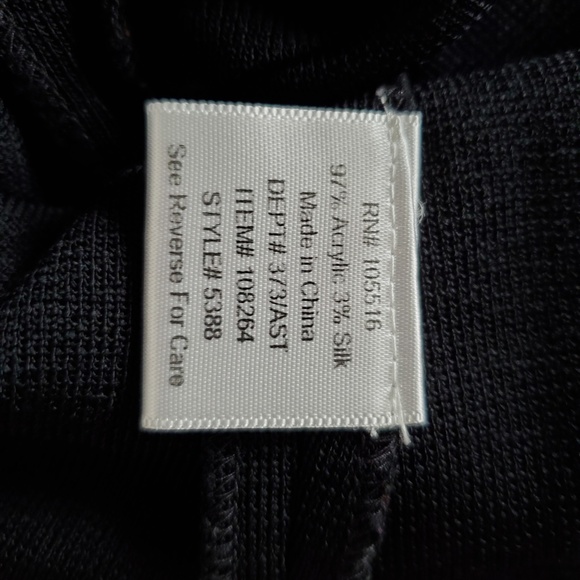 RN# 105516
97% Acrylic 3% Silk
Made in China
DEPT# 373/AST
ITEM# 108264
STYLE# 5388
See Reverse For Care